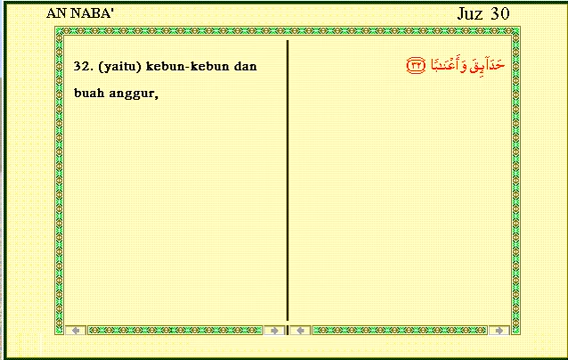 AN NABA'
Juz 30
32. (yaitu) kebun-kebun dan
buah anggur,
حَدَآئِقَ وَأَعْنَـٰبًا ﴿٣٢﴾